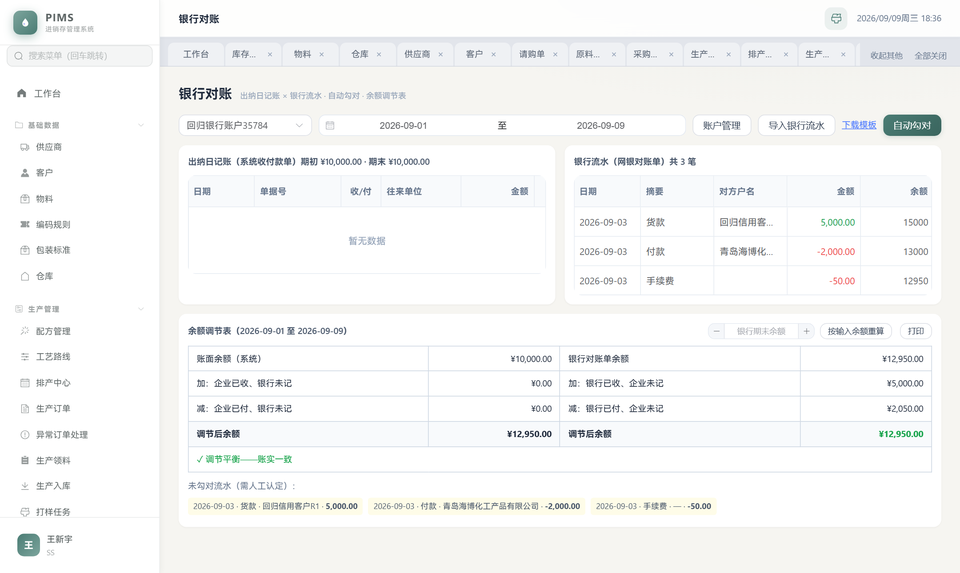 PIMS
进销存管理系统
搜索菜单 (回车跳转)
工作台
基础数据
供应商
客户
物料
编码规则
包装标准
仓库
生产管理
配方管理
工艺路线
排产中心
生产订单
异常订单处理
生产领料
生产入库
打样任务
王
王新宇
SS
银行对账
2026/09/09周三 18:36
工作台
库存... ×
物料 ×
仓库 ×
供应商 ×
客户 ×
请购单 ×
原料... ×
采购... ×
生产... ×
排产... ×
生产... ×
收起其他 全部关闭
银行对账 出纳日记账 × 银行流水 · 自动勾对 · 余额调节表
回归银行账户35784
2026-09-01 至 2026-09-09
账户管理
导入银行流水
下载模板
自动勾对
出纳日记账（系统收付款单）期初 ¥10,000.00 · 期末 ¥10,000.00
日期 单据号 收/付 往来单位 金额
暂无数据
银行流水（网银对账单）共 3 笔
日期 摘要 对方户名 金额 余额
2026-09-03 货款 回归信用客... 5,000.00 15000
2026-09-03 付款 青岛海博化工... -2,000.00 13000
2026-09-03 手续费 -50.00 12950
余额调节表（2026-09-01 至 2026-09-09）
− 银行期末余额 +
按输入余额重算
打印
账面余额（系统） ¥10,000.00 银行对账单余额 ¥12,950.00
加：企业已收、银行未记 ¥0.00 加：银行已收、企业未记 ¥5,000.00
减：企业已付、银行未记 ¥0.00 减：银行已付、企业未记 ¥2,050.00
调节后余额 ¥12,950.00 调节后余额 ¥12,950.00
✓ 调节平衡——账实一致
未勾对流水（需人工认定）：
2026-09-03 · 货款 · 回归信用客户R1 · 5,000.00
2026-09-03 · 付款 · 青岛海博化工产品有限公司 · -2,000.00
2026-09-03 · 手续费 · — · -50.00